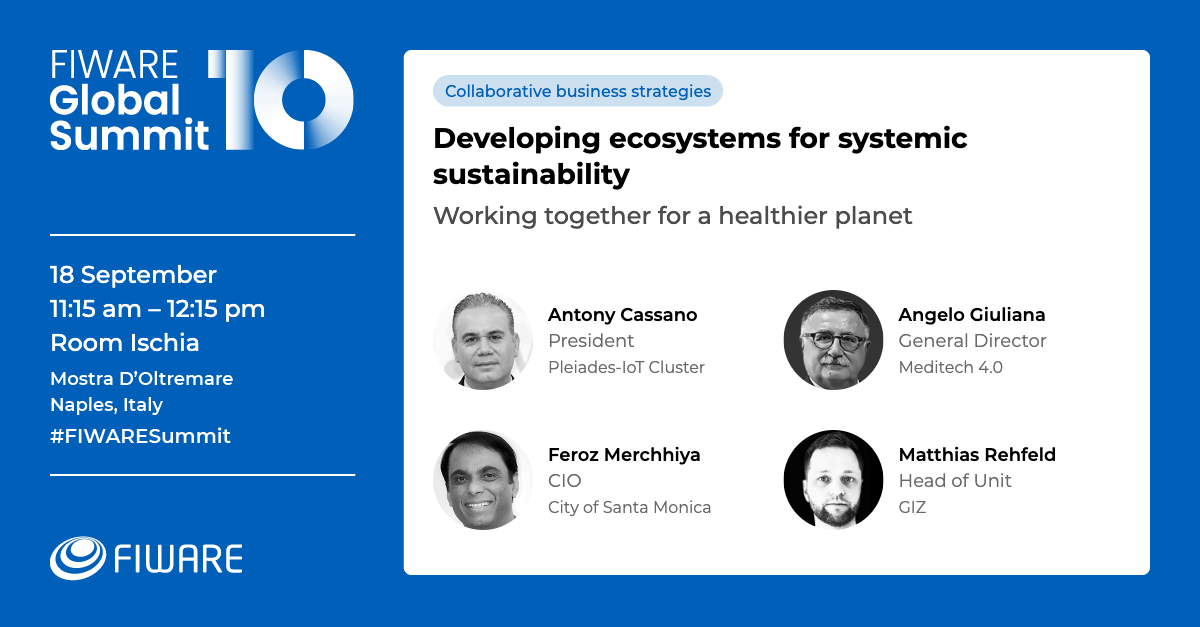 FIWARE
Global
Summit
10
18 September
11:15 am – 12:15 pm
Room Ischia
Mostra D’Oltremare
Naples, Italy
#FIWARESummit
FIWARE
Collaborative business strategies
Developing ecosystems for systemic
sustainability
Working together for a healthier planet
Antony Cassano
President
Pleiades-IoT Cluster
Angelo Giuliana
General Director
Meditech 4.0
Feroz Merchhiya
CIO
City of Santa Monica
Matthias Rehfeld
Head of Unit
GIZ